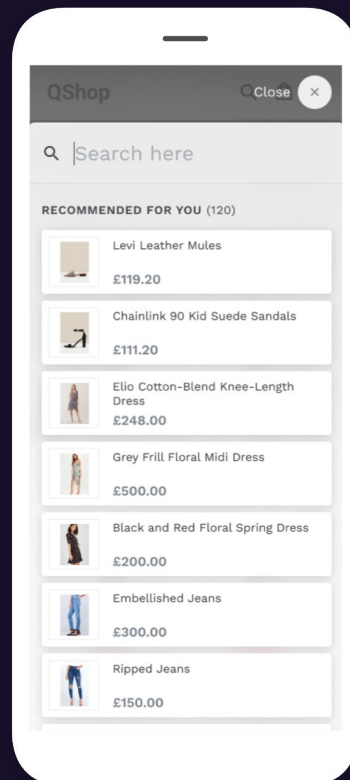 QShop
Close ×
Search here
RECOMMENDED FOR YOU (120)
Levi Leather Mules
£119.20
Chainlink 90 Kid Suede Sandals
£111.20
Elio Cotton-Blend Knee-Length
Dress
£248.00
Grey Frill Floral Midi Dress
£500.00
Black and Red Floral Spring Dress
£200.00
Embellished Jeans
£300.00
Ripped Jeans
£150.00